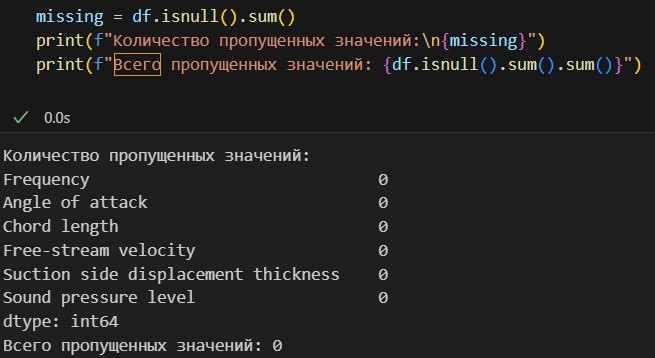 missing = df.isnull().sum()
print(f"Количество пропущенных значений:\n{missing}")
print(f"Всего пропущенных значений: {df.isnull().sum().sum()}")
0.0s
Количество пропущенных значений:
Frequency 0
Angle of attack 0
Chord length 0
Free-stream velocity 0
Suction side displacement thickness 0
Sound pressure level 0
dtype: int64
Всего пропущенных значений: 0